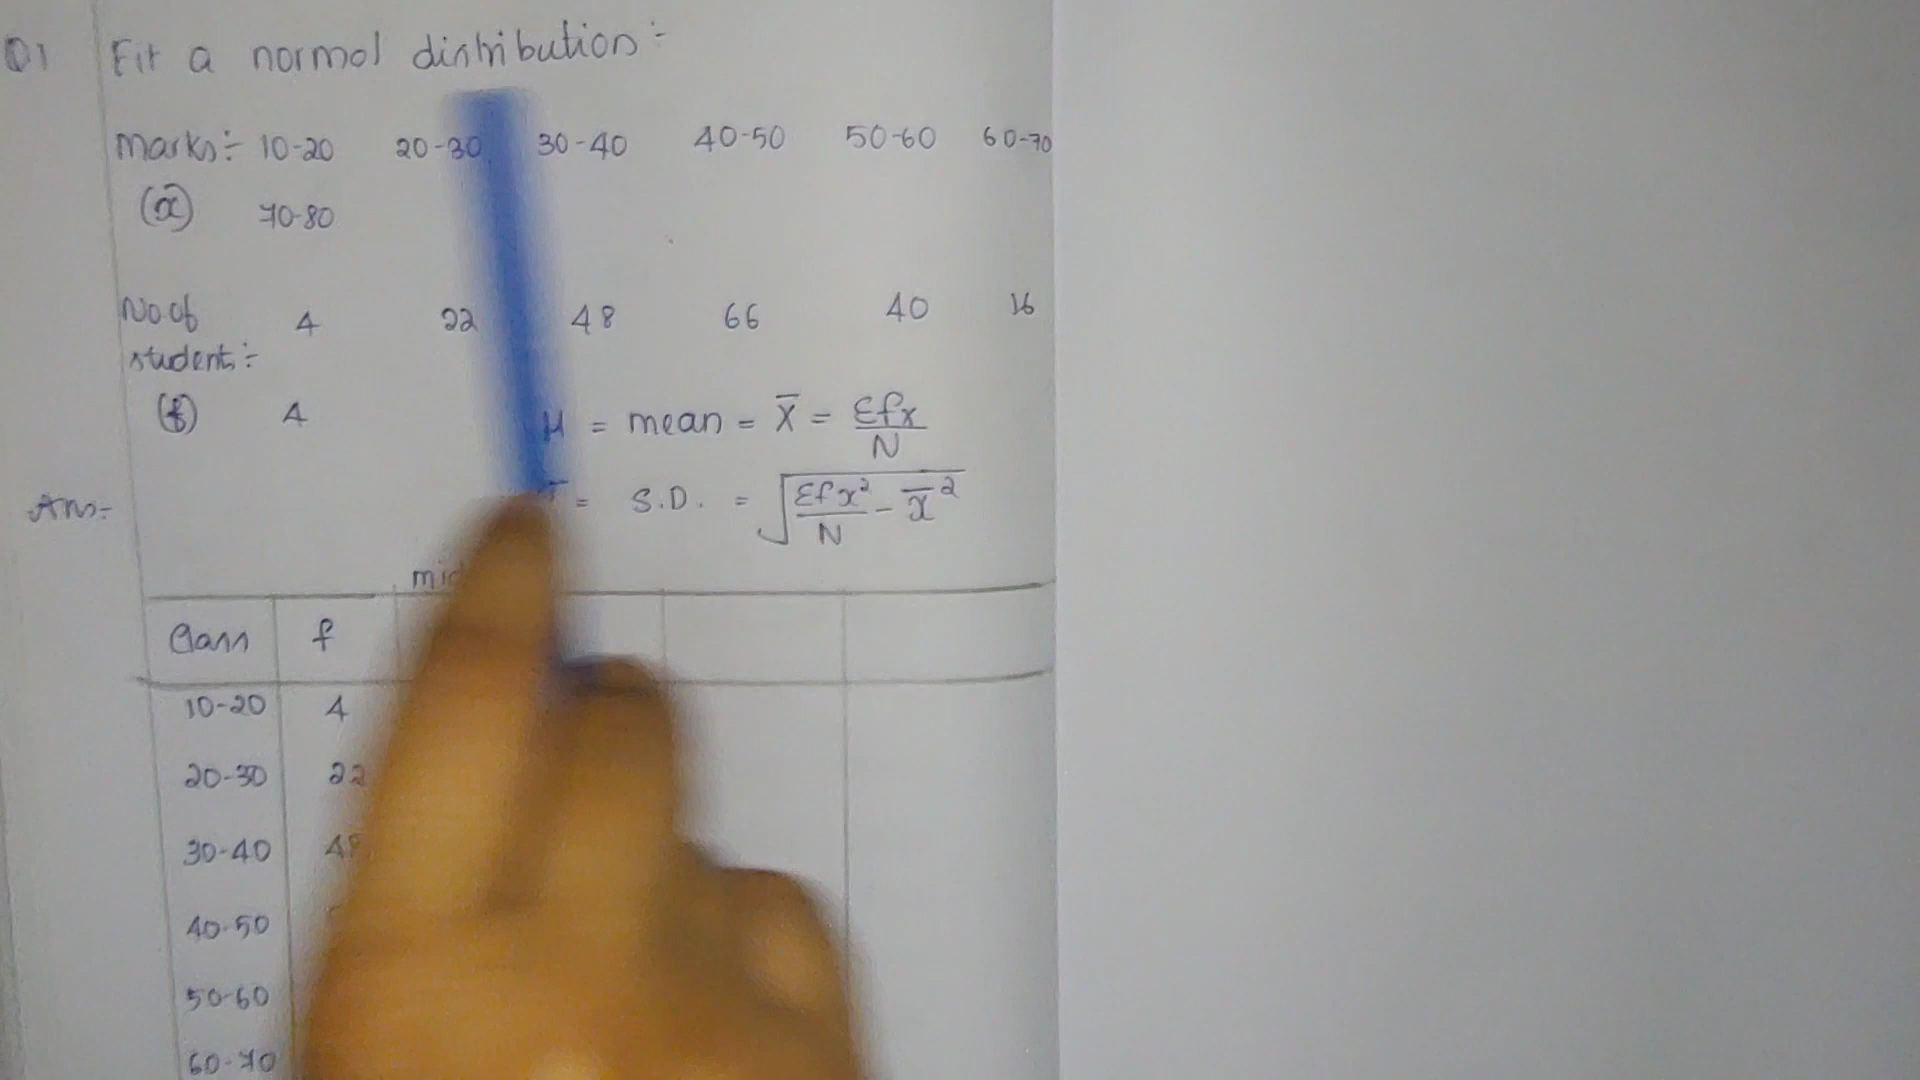 Q1 Fit a normal distribution:-
Marks:- 10-20 20-30 30-40 40-50 50-60 60-70
(x) 70-80
No.of 4 22 48 66 40 16
student:-
(f) 4
μ = mean = X̄ = Σfx/N
Ans:- = S.D. = √(Σfx²/N - x̄²)
Class f
10-20 4
20-30 22
30-40 48
40-50
50-60
60-70